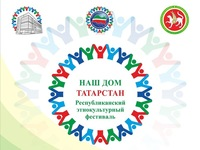 НАШ ДОМ
ТАТАРСТАН
Республиканский
этнокультурный
фестиваль